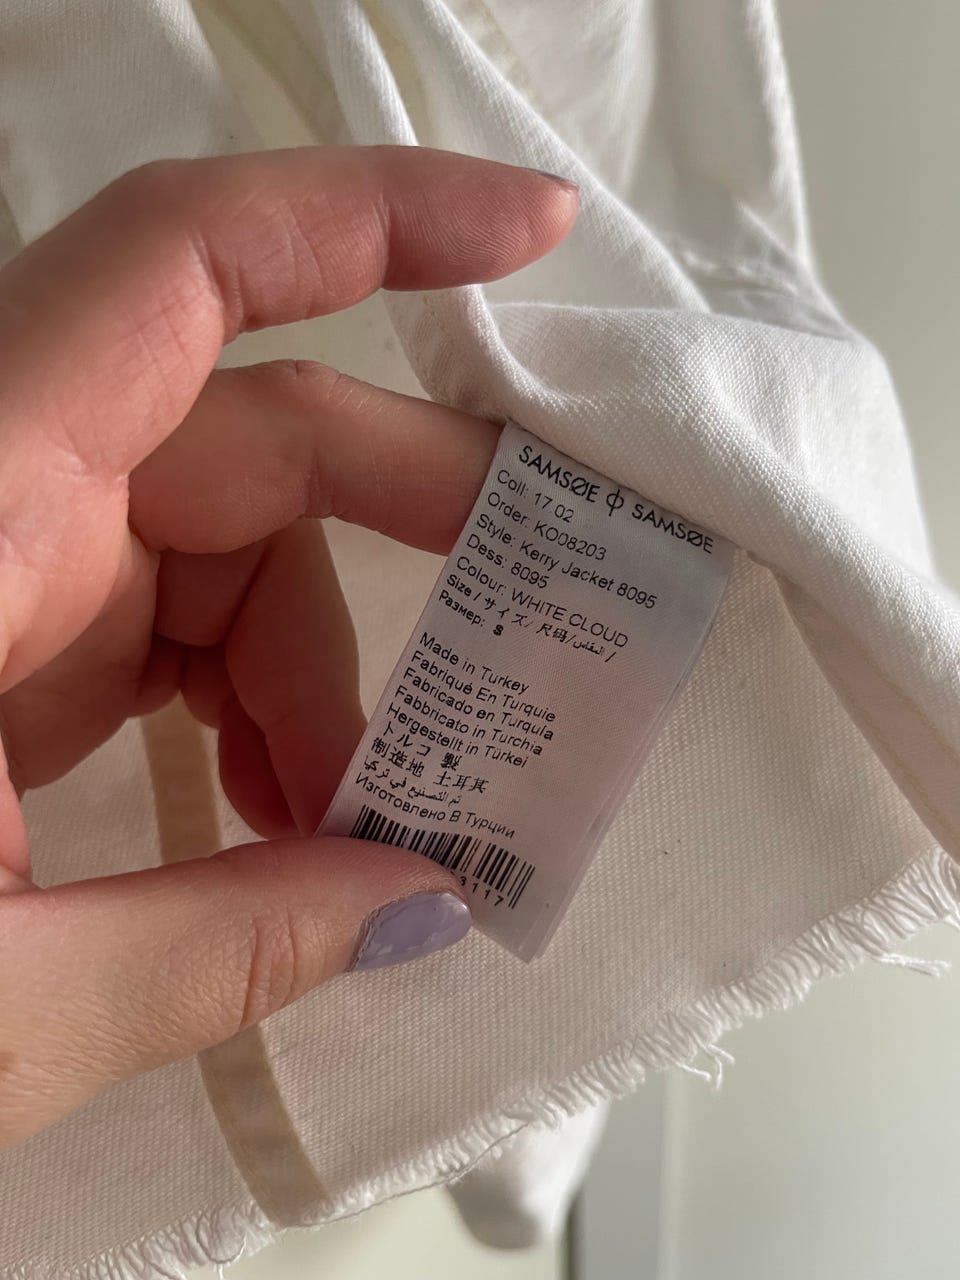 SAMSØE ɸ SAMSØE
Coll: 17 02
Order: KO08203
Style: Kerry Jacket 8095
Dess: 8095
Colour: WHITE CLOUD
Size / サイズ/ 尺码/المقاس /
Размер: S
Made in Turkey
Fabriqué En Turquie
Fabricado en Turquía
Fabbricato in Turchia
Hergestellt in Türkei
トルコ 製
制造地 土耳其
تم التصنيع في تركي
Изготовлено В Турции
3117